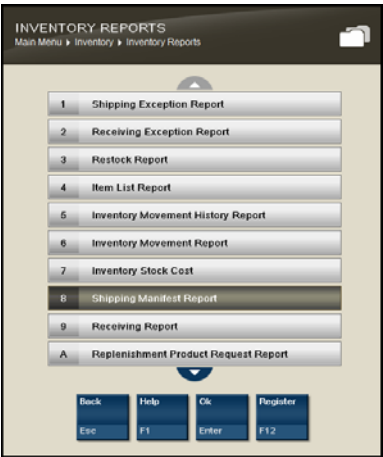 INVENTORY REPORTS
Main Menu ▸ Inventory ▸ Inventory Reports
1 Shipping Exception Report
2 Receiving Exception Report
3 Restock Report
4 Item List Report
5 Inventory Movement History Report
6 Inventory Movement Report
7 Inventory Stock Cost
8 Shipping Manifest Report
9 Receiving Report
A Replenishment Product Request Report
Back Help Ok Register
Esc F1 Enter F12